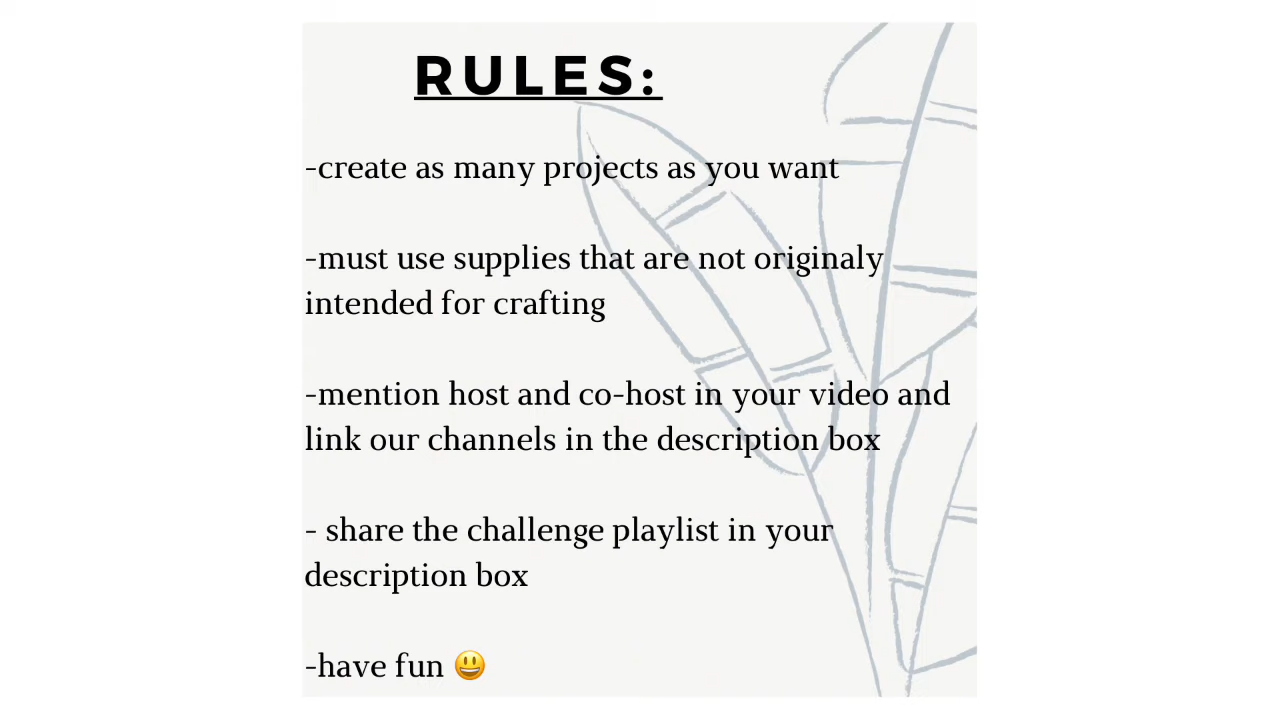 RULES:
-create as many projects as you want
-must use supplies that are not originaly
intended for crafting
-mention host and co-host in your video and
link our channels in the description box
- share the challenge playlist in your
description box
-have fun 😃